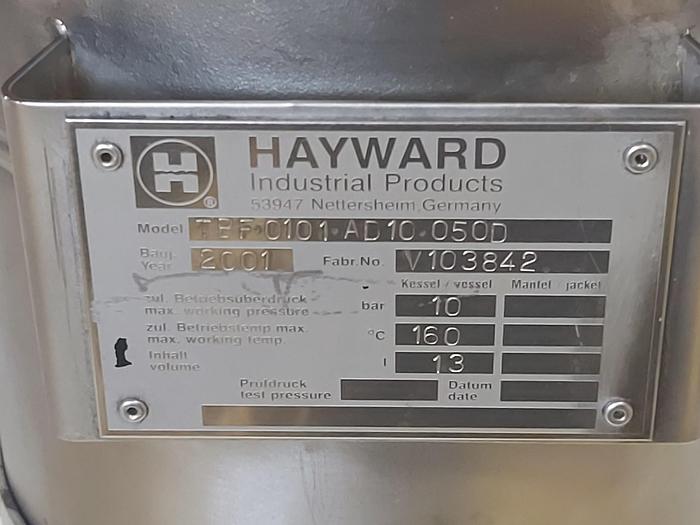 H ®
HAYWARD
Industrial Products
53947 Nettersheim, Germany
Model TBF-0101-AD10-050D
Bauj. Year 2001 Fabr.No. V103842
Kessel / vessel Mantel jacket
zul. Betriebsüberdruck
max. working pressure bar 10
zul. Betriebstemp max.
max. working temp. °C 160
Inhalt
volume l 13
Prüfdruck Datum
test pressure date